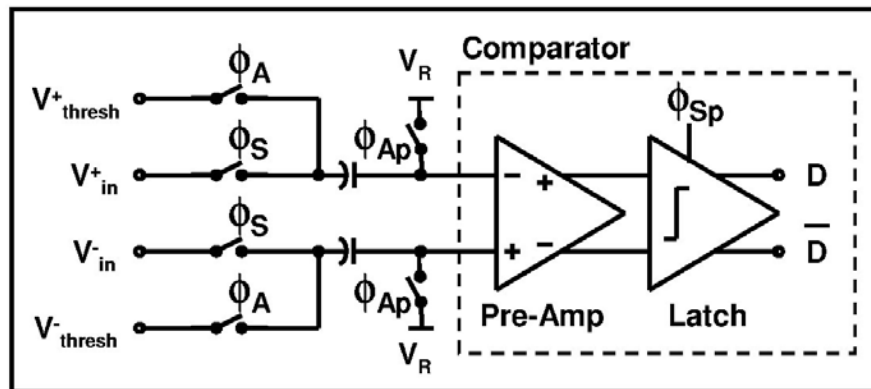 Comparator
ϕA
VR
V+thresh
ϕSp
ϕS
ϕAp
V+in
−
+
D
ϕS
V-in
+
−
D̅
ϕA
ϕAp
Pre-Amp
Latch
V-thresh
VR